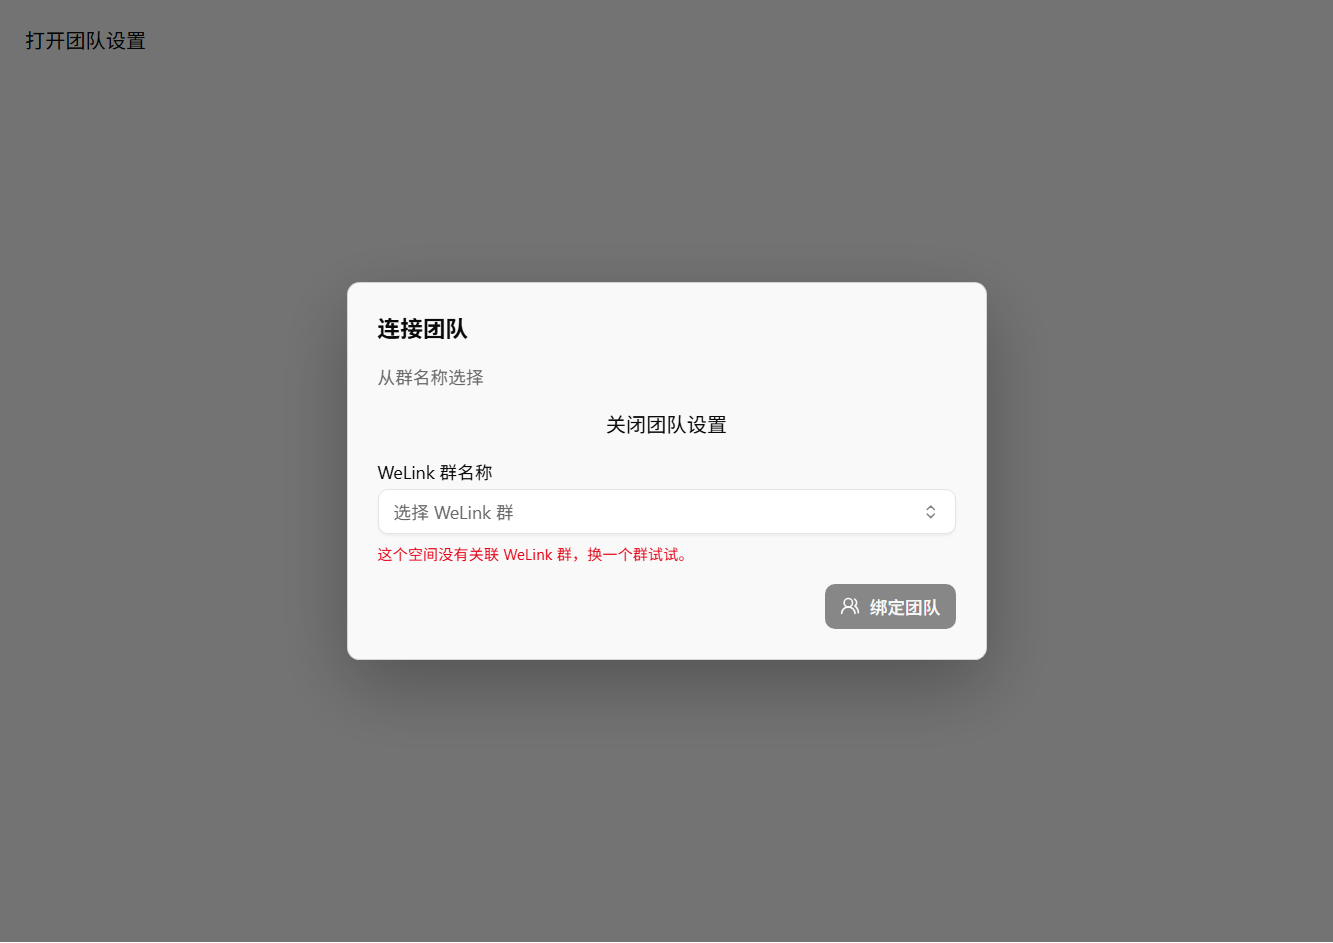 打开团队设置
连接团队
从群名称选择
关闭团队设置
WeLink 群名称
选择 WeLink 群
这个空间没有关联 WeLink 群，换一个群试试。
绑定团队